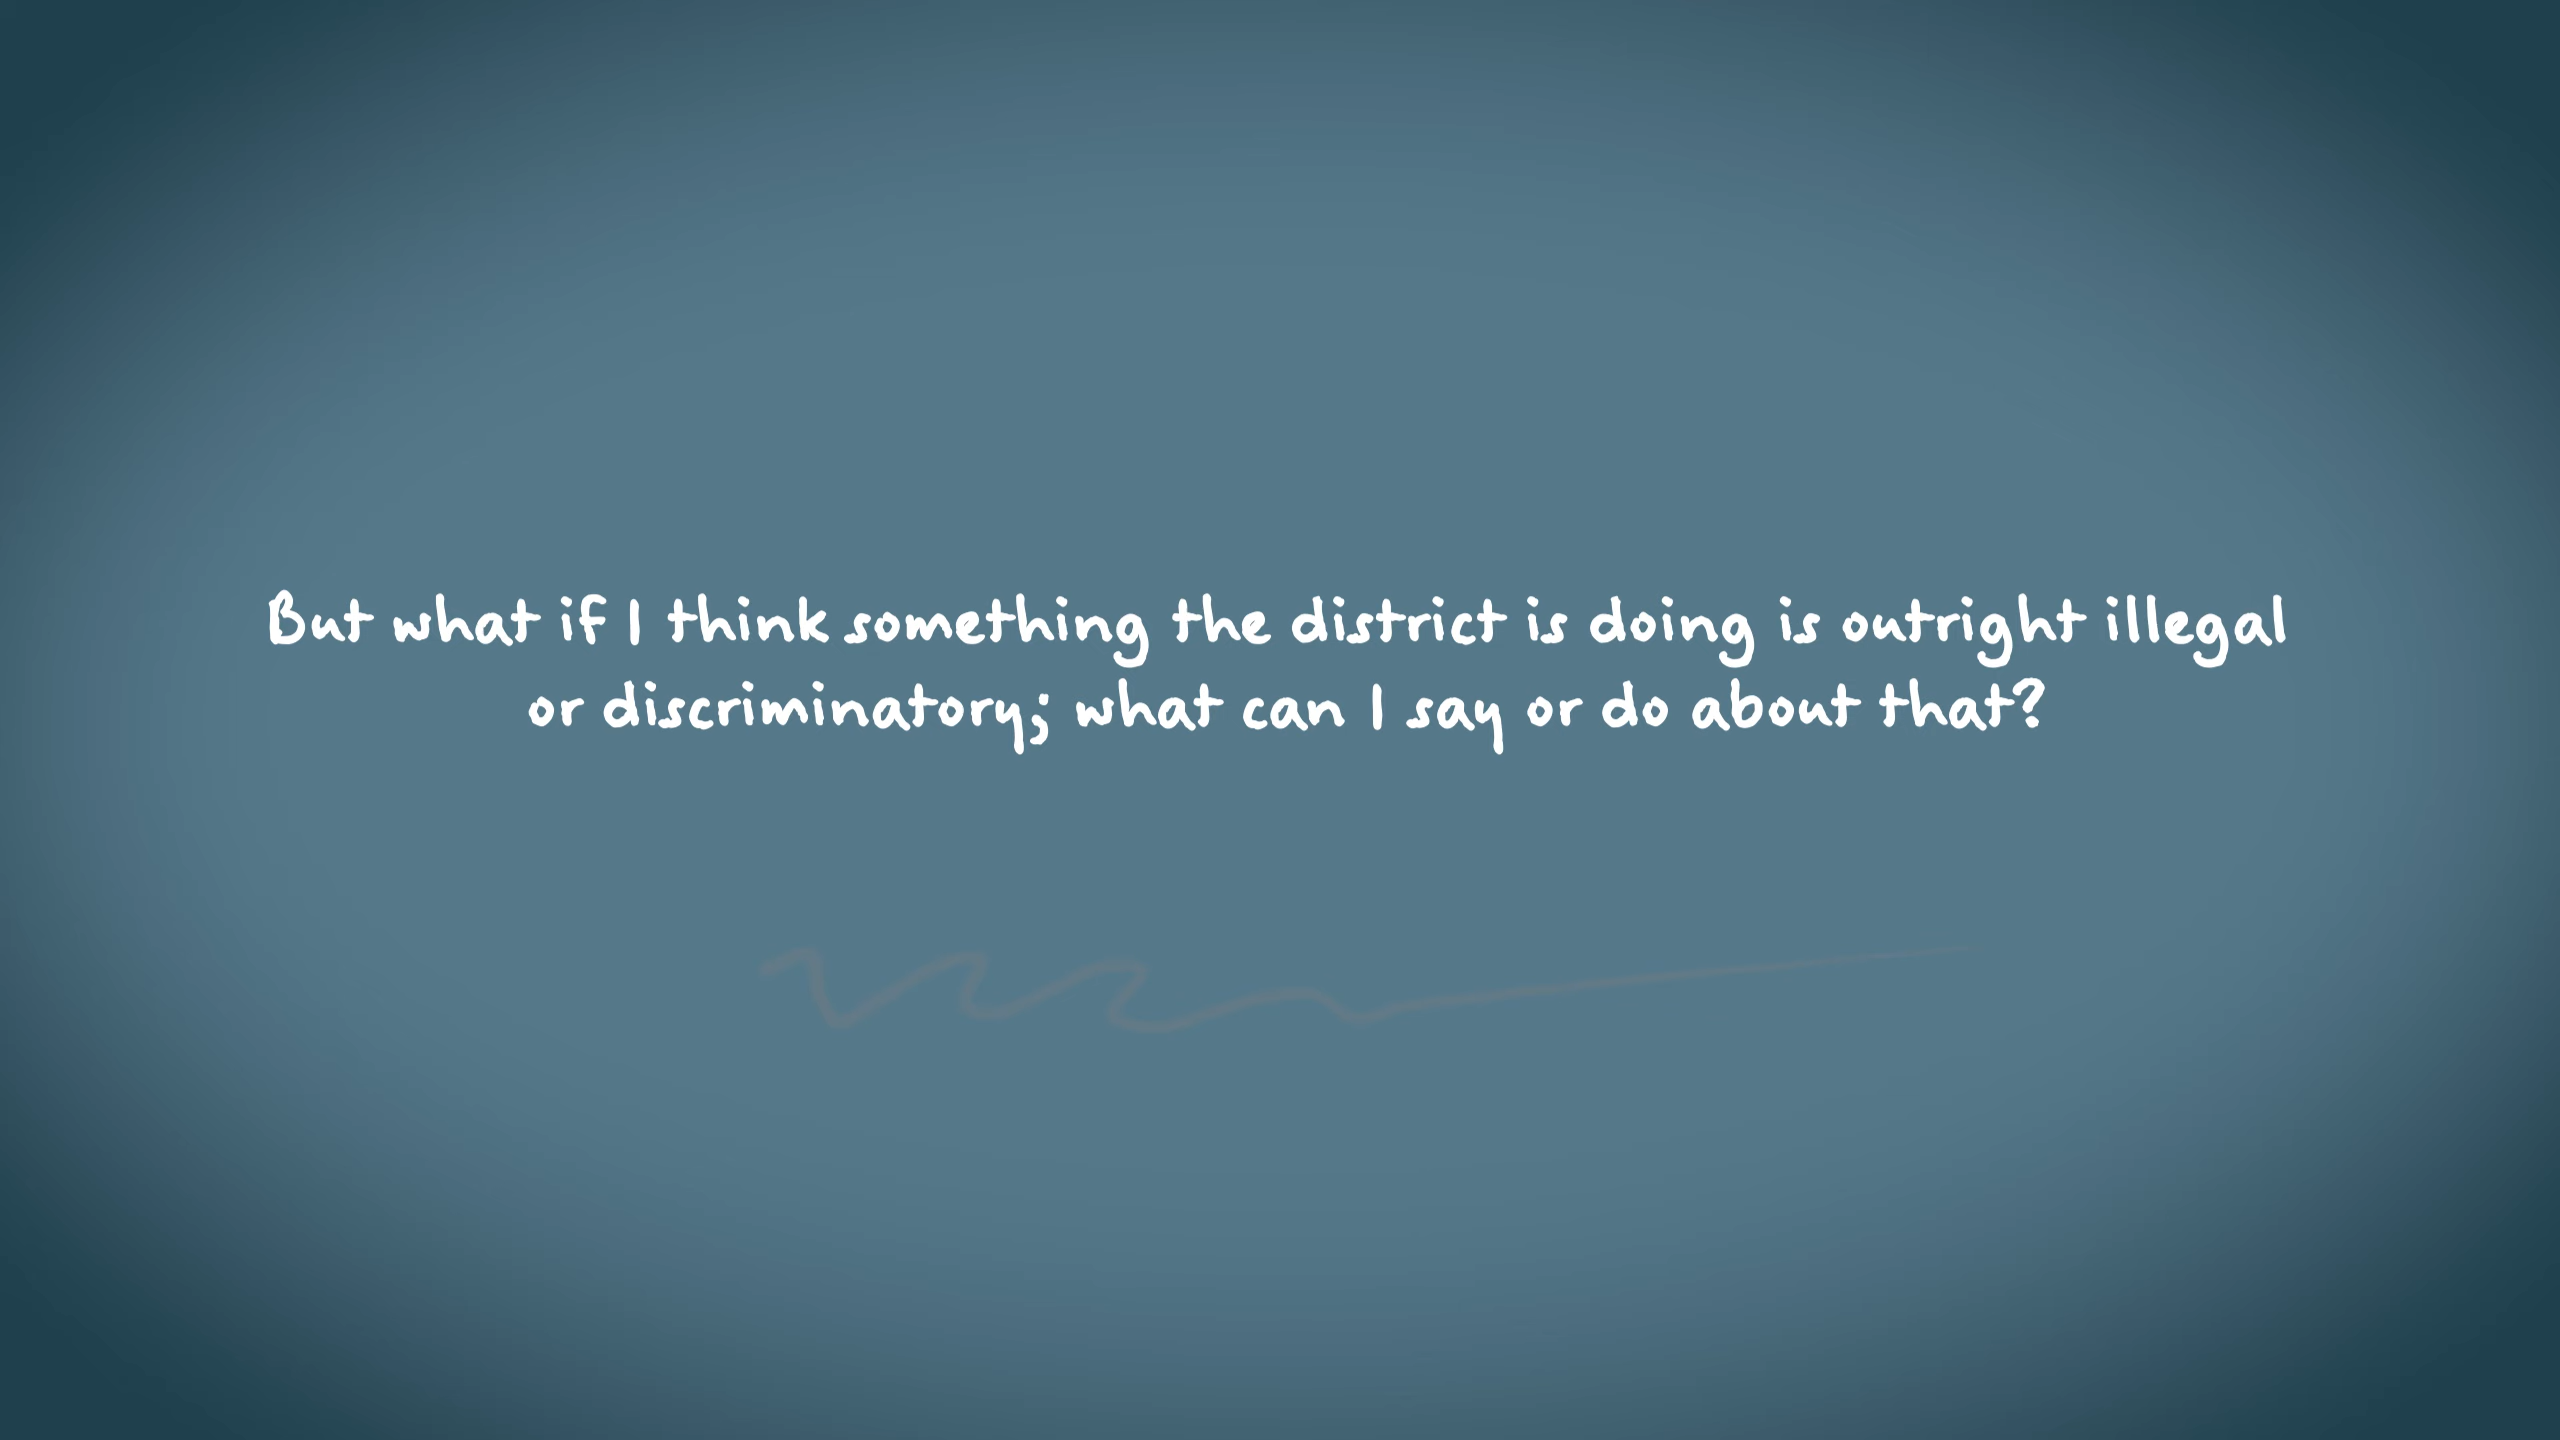 But what if I think something the district is doing is outright illegal
or discriminatory; what can I say or do about that?